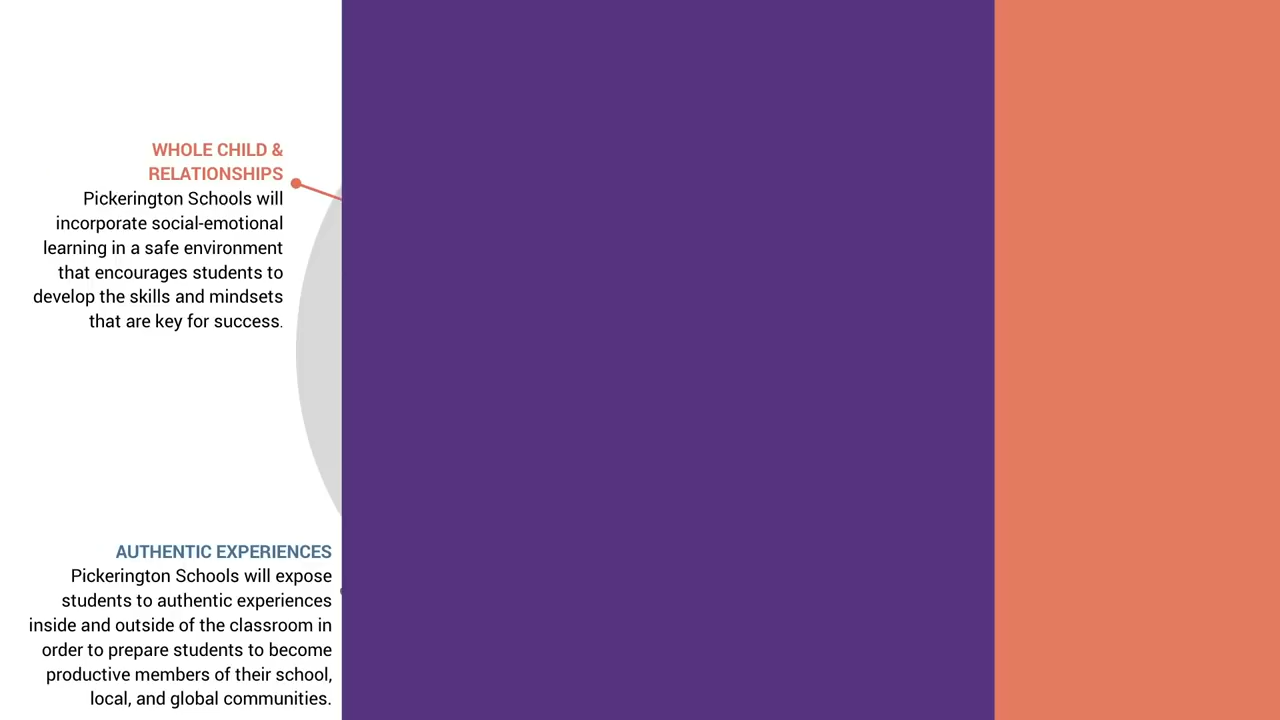 WHOLE CHILD &
RELATIONSHIPS
Pickerington Schools will
incorporate social-emotional
learning in a safe environment
that encourages students to
develop the skills and mindsets
that are key for success.
AUTHENTIC EXPERIENCES
Pickerington Schools will expose
students to authentic experiences
inside and outside of the classroom in
order to prepare students to become
productive members of their school,
local, and global communities.